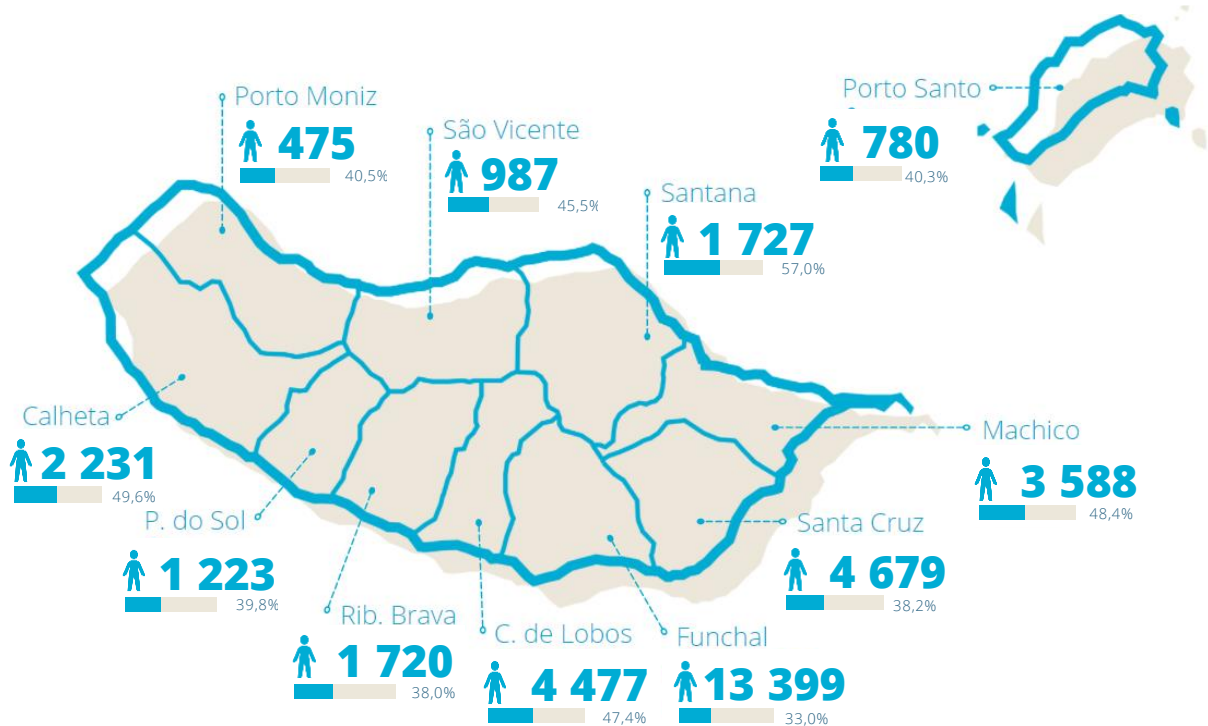 Porto Moniz
475
40,5%
São Vicente
987
45,5%
Santana
1 727
57,0%
Porto Santo
780
40,3%
Calheta
2 231
49,6%
P. do Sol
1 223
39,8%
Rib. Brava
1 720
38,0%
C. de Lobos
4 477
47,4%
Funchal
13 399
33,0%
Santa Cruz
4 679
38,2%
Machico
3 588
48,4%